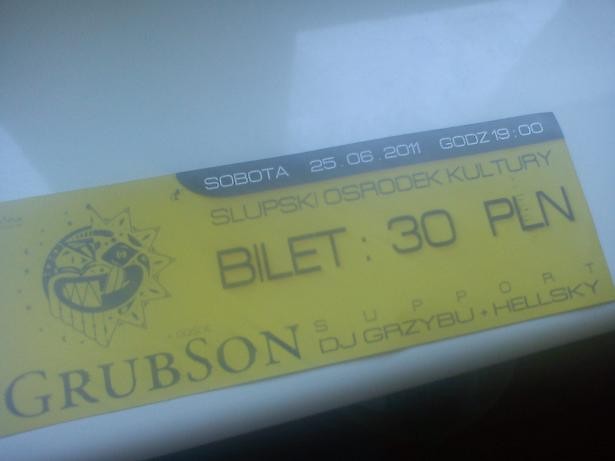 SOBOTA 25.06.2011 GODZ 19:00
SLUPSKI OSRODEK KULTURY
BILET: 30 PLN
GRUBSON
SUPPORT
DJ GRZYBU + HELLSKY